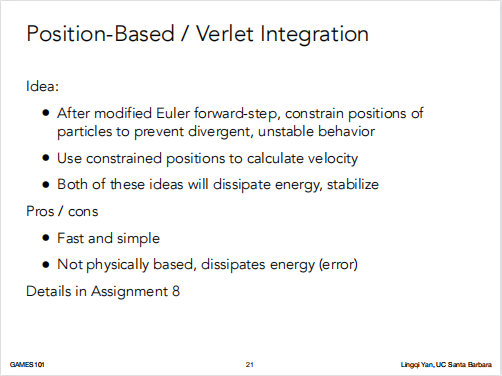 Position-Based / Verlet Integration
Idea:
• After modified Euler forward-step, constrain positions of
particles to prevent divergent, unstable behavior
• Use constrained positions to calculate velocity
• Both of these ideas will dissipate energy, stabilize
Pros / cons
• Fast and simple
• Not physically based, dissipates energy (error)
Details in Assignment 8
GAMES101
21
Lingqi Yan, UC Santa Barbara